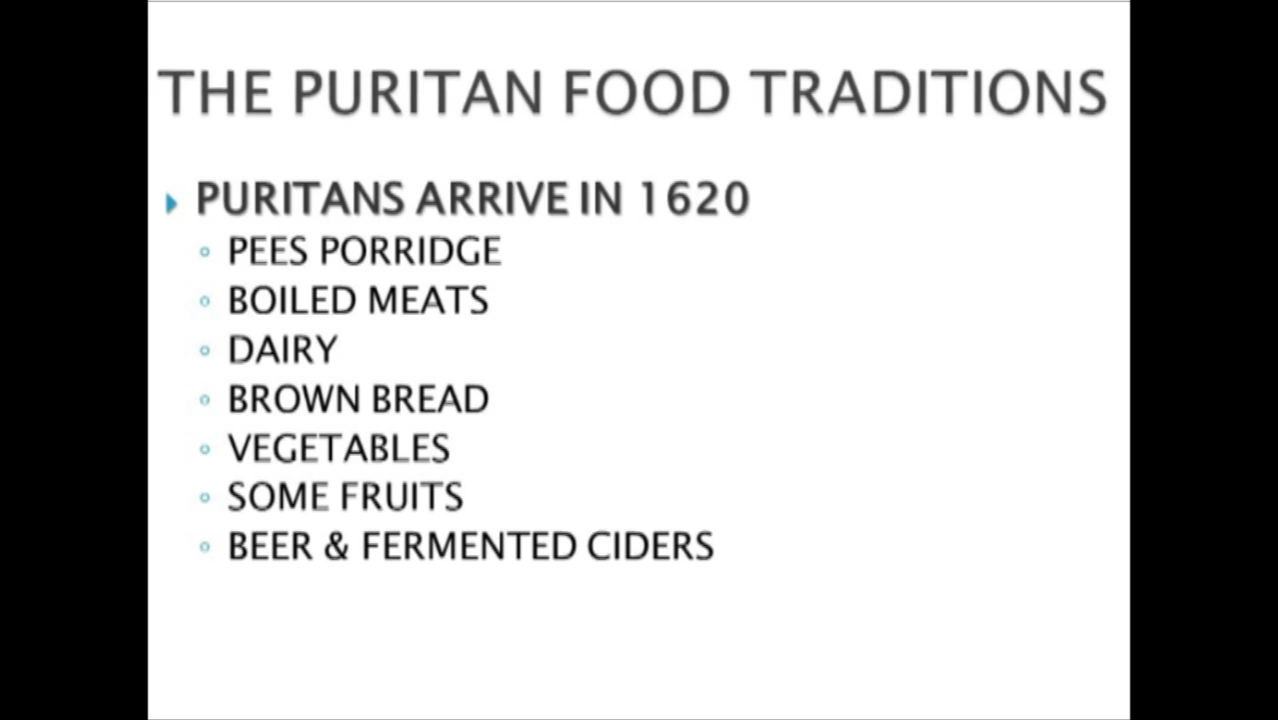 THE PURITAN FOOD TRADITIONS
PURITANS ARRIVE IN 1620
PEES PORRIDGE
BOILED MEATS
DAIRY
BROWN BREAD
VEGETABLES
SOME FRUITS
BEER & FERMENTED CIDERS